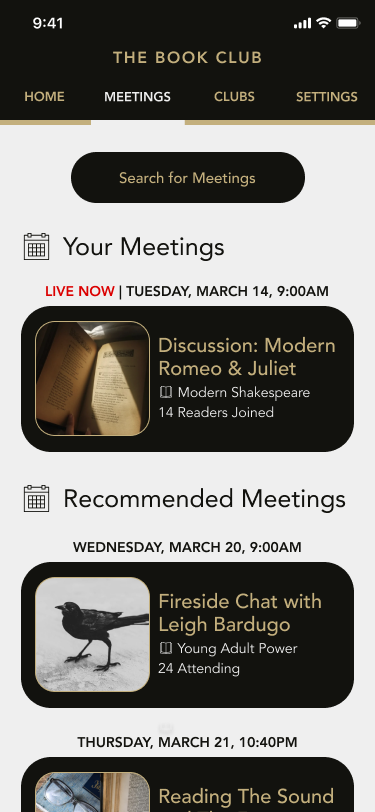 9:41
THE BOOK CLUB
HOME
MEETINGS
CLUBS
SETTINGS
Search for Meetings
Your Meetings
LIVE NOW | TUESDAY, MARCH 14, 9:00AM
Discussion: Modern
Romeo & Juliet
Modern Shakespeare
14 Readers Joined
Recommended Meetings
WEDNESDAY, MARCH 20, 9:00AM
Fireside Chat with
Leigh Bardugo
Young Adult Power
24 Attending
THURSDAY, MARCH 21, 10:40PM
Reading The Sound